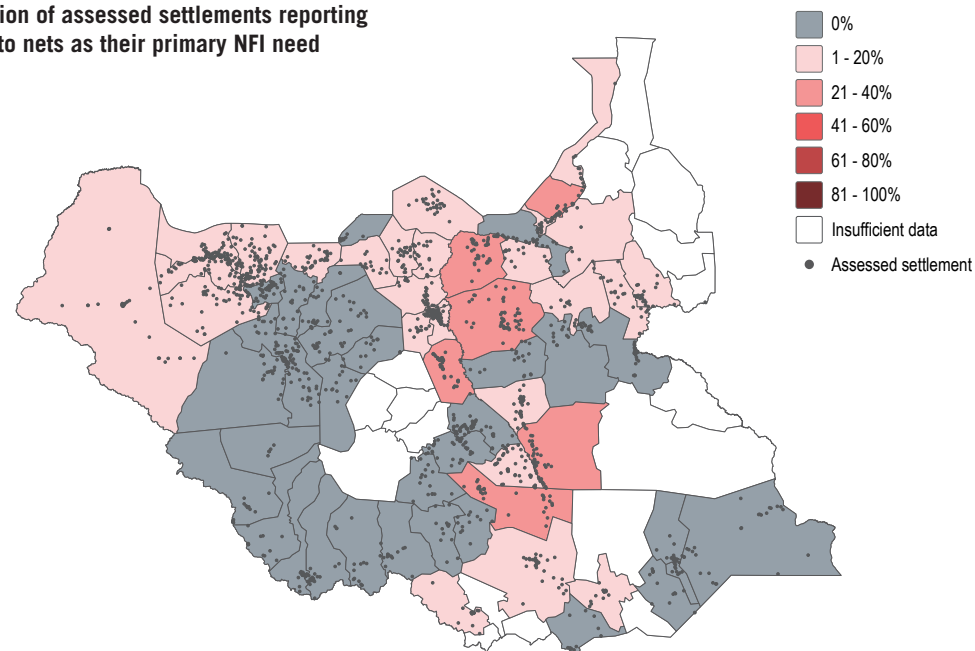 of assessed settlements reporting
to nets as their primary NFI need
0%
1 - 20%
21 - 40%
41 - 60%
61 - 80%
81 - 100%
Insufficient data
Assessed settlement